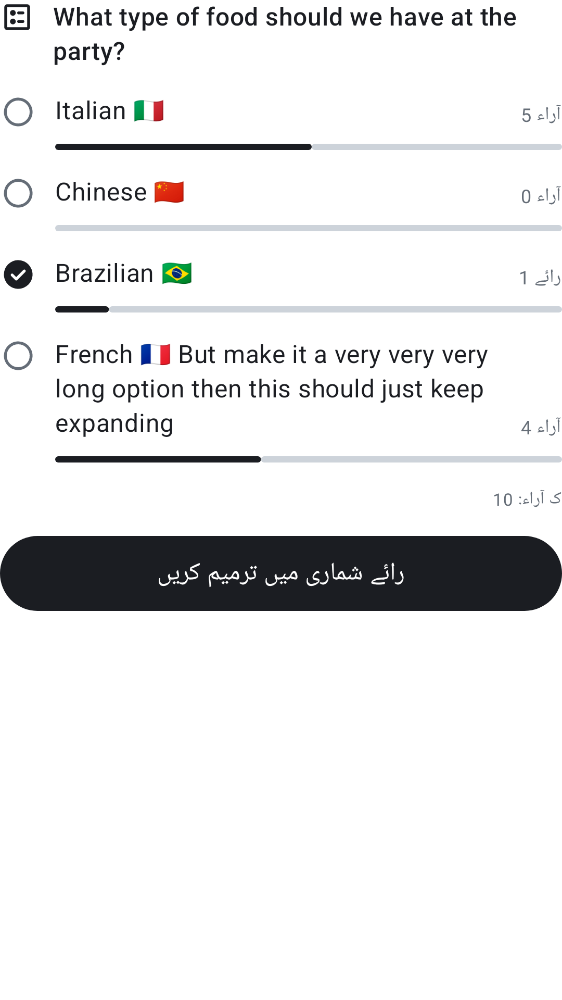 What type of food should we have at the
party?
Italian 🇮🇹
5 آراء
Chinese 🇨🇳
0 آراء
Brazilian 🇧🇷
1 رائے
French 🇫🇷 But make it a very very very
long option then this should just keep
expanding
4 آراء
ک آراء: 10
رائے شماری میں ترمیم کریں